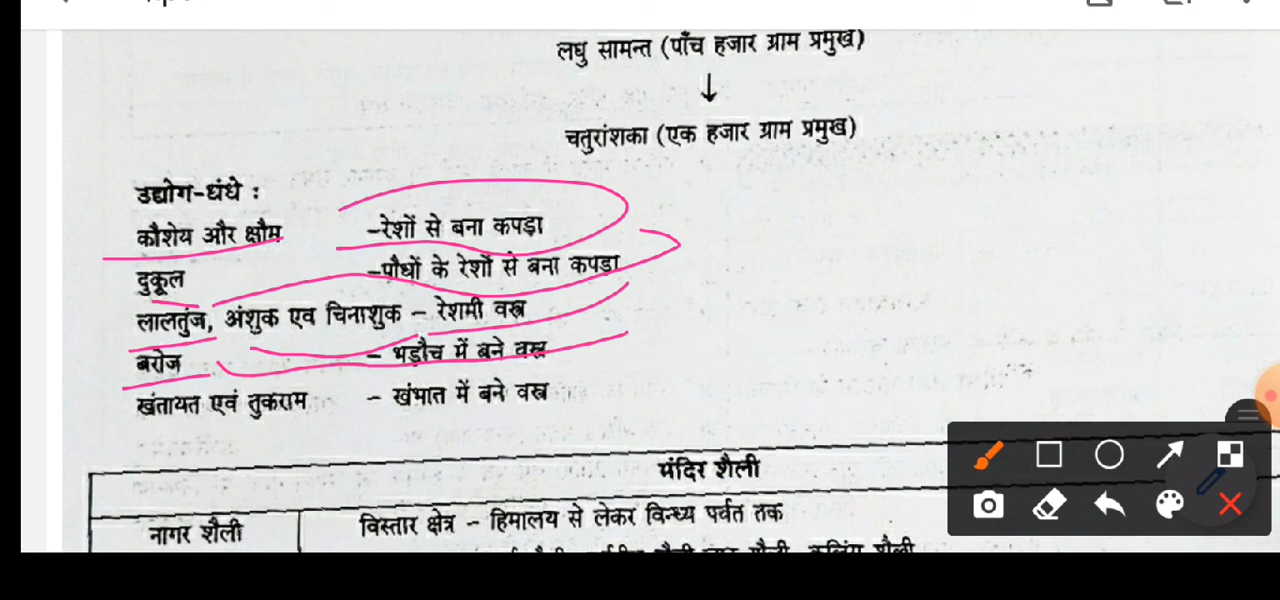 लघु सामन्त (पाँच हजार ग्राम प्रमुख)
↓
चतुरांशका (एक हजार ग्राम प्रमुख)
उद्योग-धंधे :
कौशेय और क्षौम –रेशों से बना कपड़ा
दुकूल –पौधों के रेशों से बना कपडा
लालतुंज, अंशुक एव चिनाशुक – रेशमी वस्त्र
बरोज – भड़ौच में बने वस्त्र
खंतायत एवं तुकराम – खंभात में बने वस्त्र
मंदिर शैली
नागर शैली विस्तार क्षेत्र – हिमालय से लेकर विन्ध्य पर्वत तक
शैली, कलिंग शैली